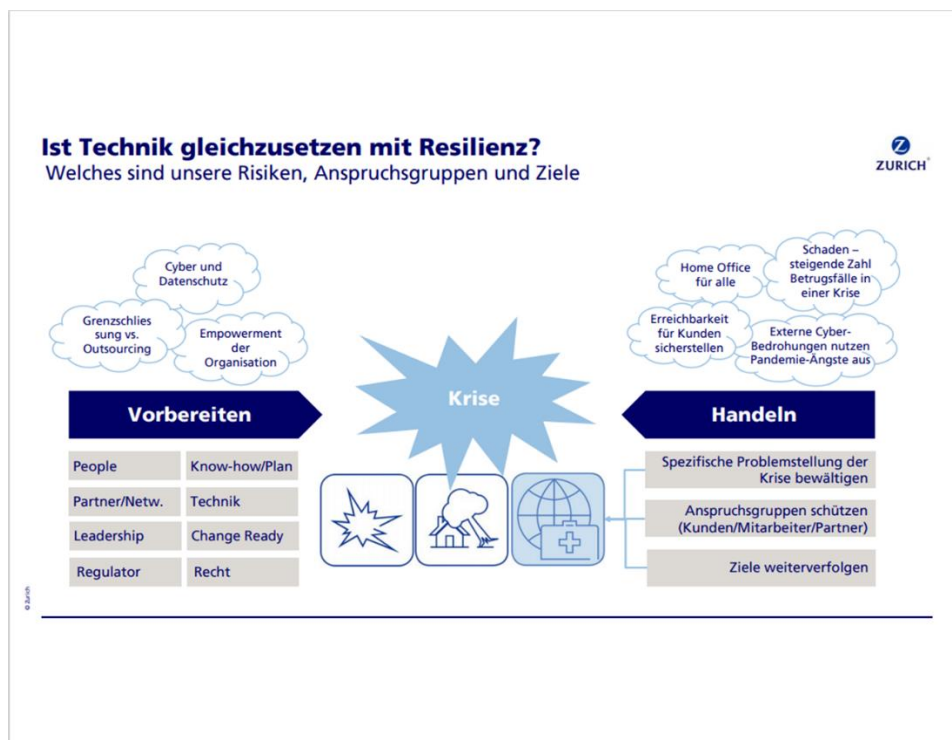 Ist Technik gleichzusetzen mit Resilienz?
Welches sind unsere Risiken, Anspruchsgruppen und Ziele
Z
ZURICH®
Cyber und
Datenschutz
Grenzschlies
sung vs.
Outsourcing
Empowerment
der
Organisation
Home Office
für alle
Schaden –
steigende Zahl
Betrugsfälle in
einer Krise
Erreichbarkeit
für Kunden
sicherstellen
Externe Cyber-
Bedrohungen nutzen
Pandemie-Ängste aus
Vorbereiten
Krise
Handeln
People
Know-how/Plan
Partner/Netw.
Technik
Leadership
Change Ready
Regulator
Recht
Spezifische Problemstellung der
Krise bewältigen
Anspruchsgruppen schützen
(Kunden/Mitarbeiter/Partner)
Ziele weiterverfolgen
© Zurich